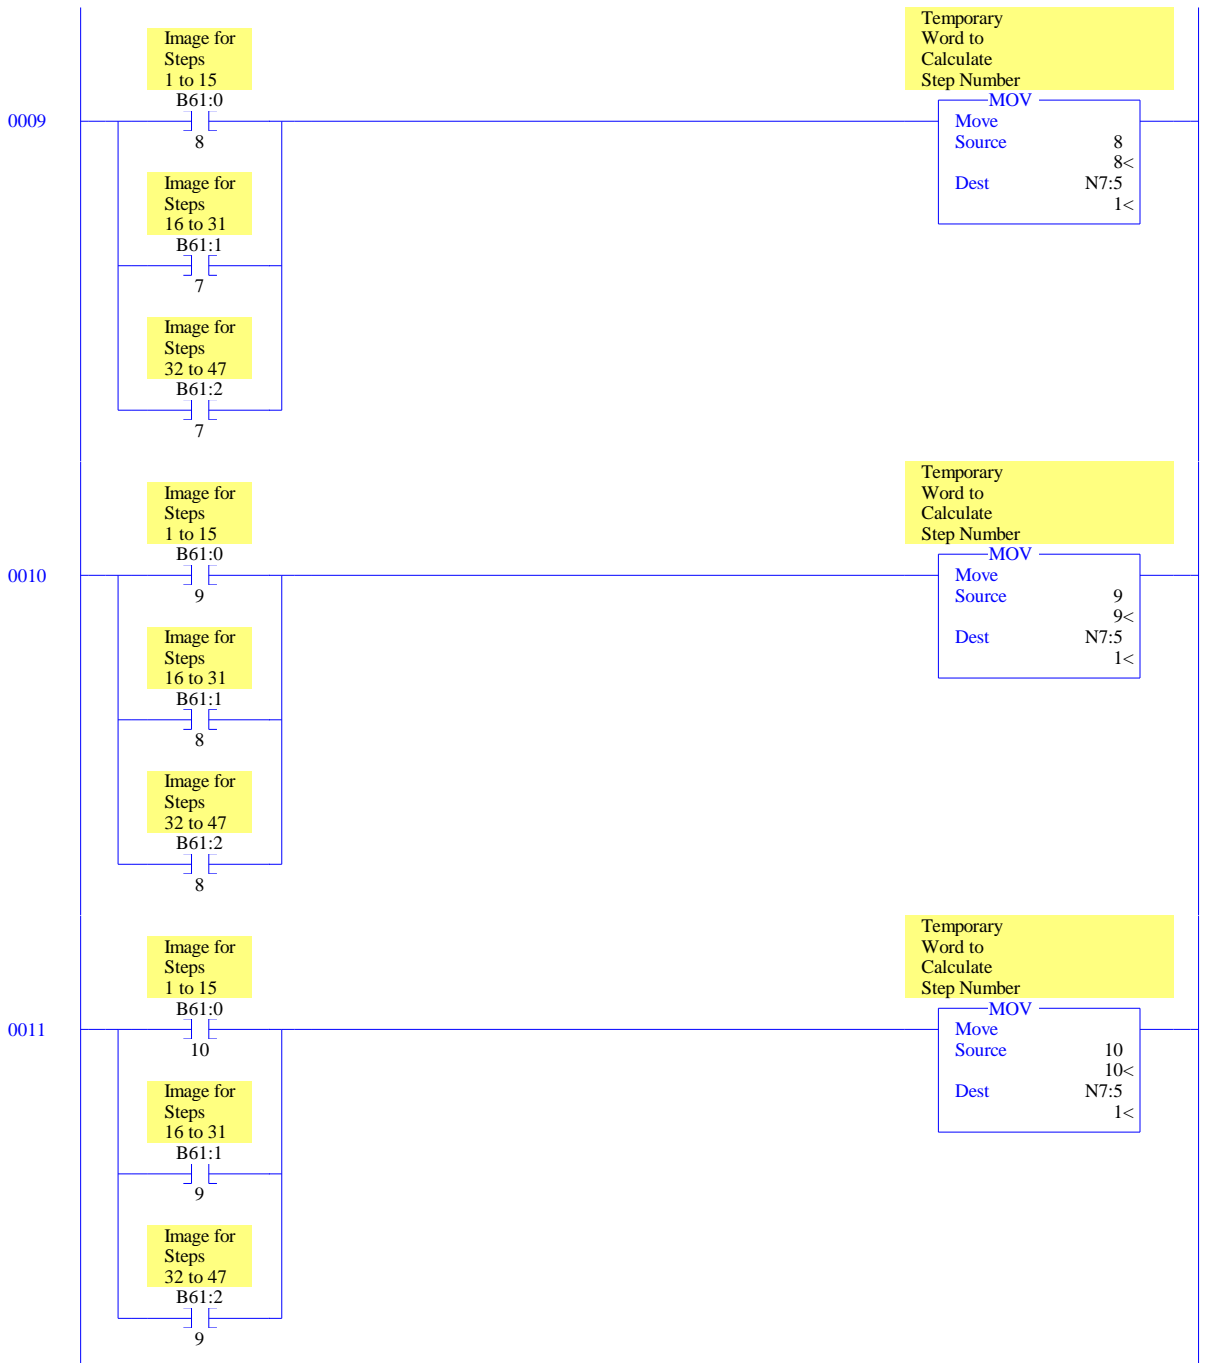 Temporary
Word to
Calculate
Step Number
Image for
Steps
1 to 15
B61:0
8
0009
MOV
Move
Source 8
8<
Dest N7:5
1<
Image for
Steps
16 to 31
B61:1
7
Image for
Steps
32 to 47
B61:2
7
Temporary
Word to
Calculate
Step Number
Image for
Steps
1 to 15
B61:0
9
0010
MOV
Move
Source 9
9<
Dest N7:5
1<
Image for
Steps
16 to 31
B61:1
8
Image for
Steps
32 to 47
B61:2
8
Temporary
Word to
Calculate
Step Number
Image for
Steps
1 to 15
B61:0
10
0011
MOV
Move
Source 10
10<
Dest N7:5
1<
Image for
Steps
16 to 31
B61:1
9
Image for
Steps
32 to 47
B61:2
9